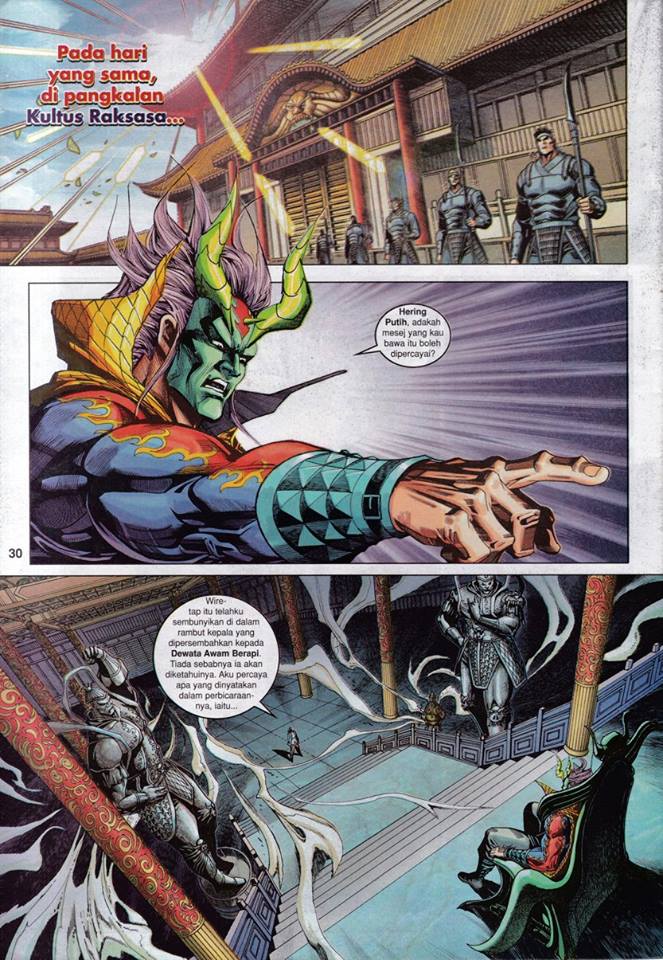 Pada hari
yang sama,
di pangkalan
Kultus Raksasa...
Hering
Putih, adakah
mesej yang kau
bawa itu boleh
dipercayai?
30
Wire-
tap itu telahku
sembunyikan di dalam
rambut kepala yang
dipersembahkan kepada
Dewata Awam Berapi.
Tiada sebabnya ia akan
diketahuinya. Aku percaya
apa yang dinyatakan
dalam perbicaraan-
nya, iaitu...